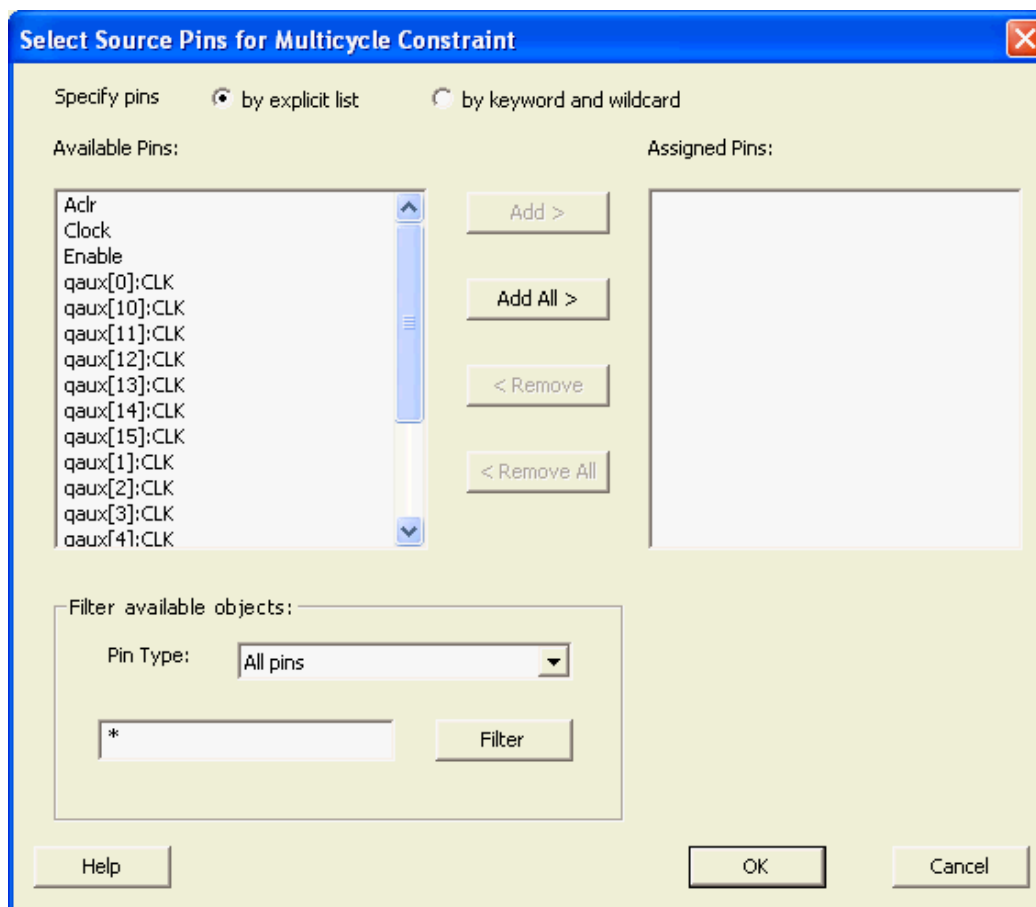 Select Source Pins for Multicycle Constraint
Specify pins by explicit list by keyword and wildcard
Available Pins: Assigned Pins:
Aclr
Clock
Enable
qaux[0]:CLK
qaux[10]:CLK
qaux[11]:CLK
qaux[12]:CLK
qaux[13]:CLK
qaux[14]:CLK
qaux[15]:CLK
qaux[1]:CLK
qaux[2]:CLK
qaux[3]:CLK
qaux[4]:CLK
Add >
Add All >
< Remove
< Remove All
Filter available objects:
Pin Type: All pins
* Filter
Help OK Cancel